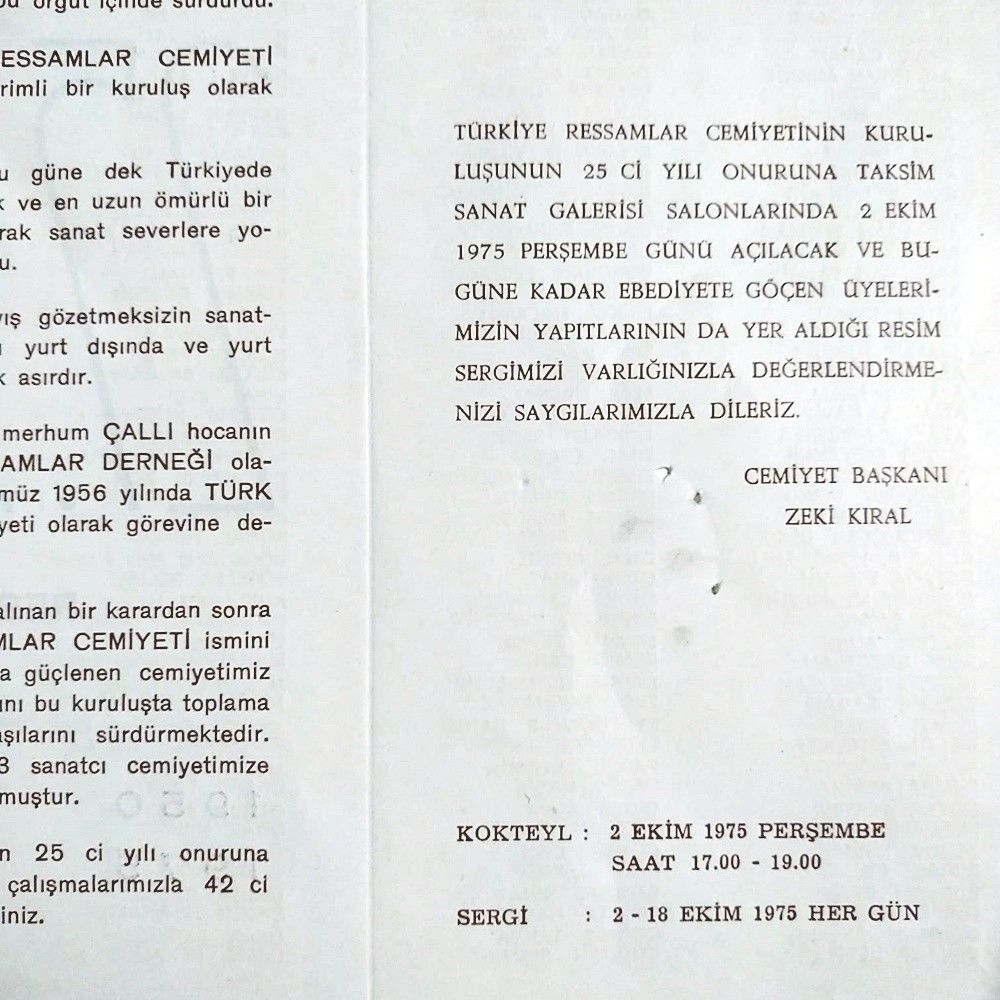 bu örgüt içinde sürdürdü.
ESSAMLAR CEMİYETİ
rimli bir kuruluş olarak
u güne dek Türkiyede
k ve en uzun ömürlü bir
rak sanat severlere yo-
u.
yış gözetmeksizin sanat-
yurt dışında ve yurt
k asırdır.
merhum ÇALLI hocanın
AMLAR DERNEĞİ ola-
müz 1956 yılında TÜRK
yeti olarak görevine de-
alınan bir karardan sonra
MLAR CEMİYETİ ismini
a güçlenen cemiyetimiz
ını bu kuruluşta toplama
aşılarını sürdürmektedir.
3 sanatcı cemiyetimize
muştur.
n 25 ci yılı onuruna
çalışmalarımızla 42 ci
iniz.
TÜRKİYE RESSAMLAR CEMİYETİNİN KURU-
LUŞUNUN 25 Cİ YILI ONURUNA TAKSİM
SANAT GALERİSİ SALONLARINDA 2 EKİM
1975 PERŞEMBE GÜNÜ AÇILACAK VE BU-
GÜNE KADAR EBEDİYETE GÖÇEN ÜYELERİ-
MİZİN YAPITLARININ DA YER ALDIĞI RESİM
SERGİMİZİ VARLIĞINIZLA DEĞERLENDİRME-
NİZİ SAYGILARIMIZLA DİLERİZ.
CEMİYET BAŞKANI
ZEKİ KIRAL
KOKTEYL : 2 EKİM 1975 PERŞEMBE
SAAT 17.00 - 19.00
SERGİ : 2 - 18 EKİM 1975 HER GÜN